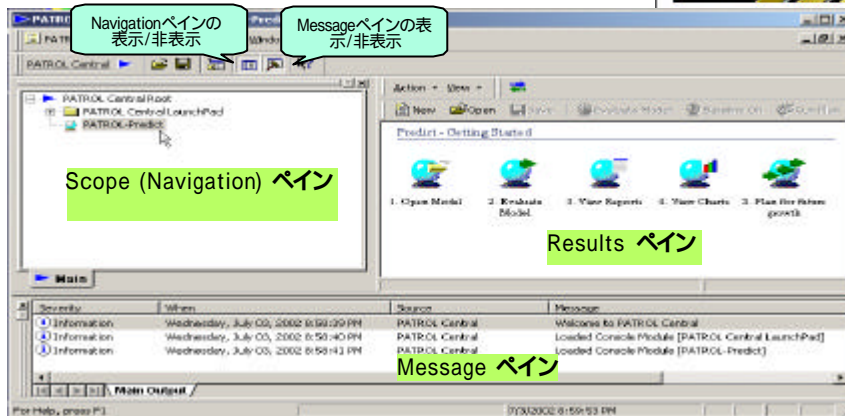 Navigationペインの
表示/非表示
Messageペインの表
示/非表示
PATROL Central
PATROL Central Root
PATROL Central LaunchPad
PATROL-Predict
Scope (Navigation) ペイン
Main
Action View
New Open Save Evaluate Model
Predict - Getting Started
1. Open Model
2. Evaluate
Model
3. View Reports
4. View Charts
5. Plan for future
growth
Results ペイン
Severity When Source Message
Information Wednesday, July 03, 2002 8:58:39 PM PATROL Central Welcome to PATROL Central
Information Wednesday, July 03, 2002 8:58:40 PM PATROL Central Loaded Console Module [PATROL Central LaunchPad]
Information Wednesday, July 03, 2002 8:58:41 PM PATROL Central Loaded Console Module [PATROL-Predict]
Message ペイン
Main Output
For Help, press F1 7/3/2002 8:59:53 PM